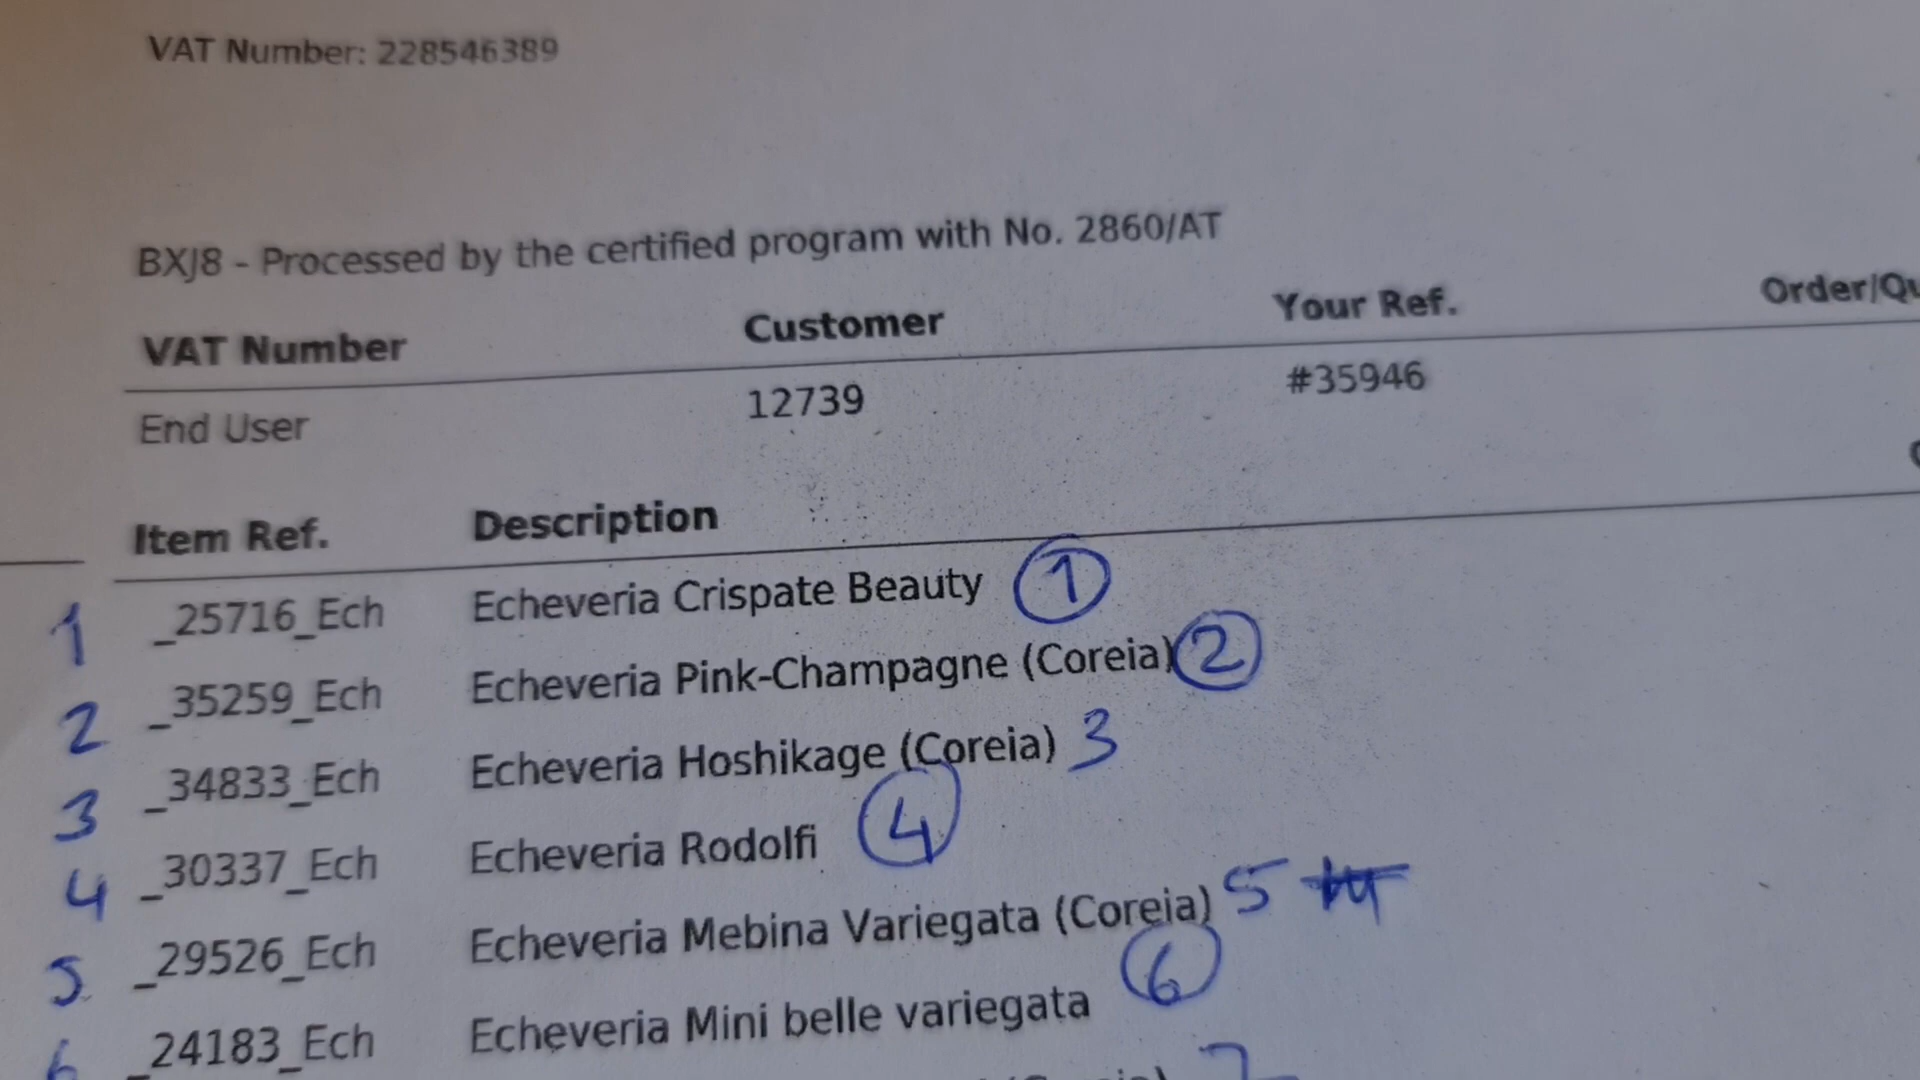 VAT Number: 228546389
BXJ8 - Processed by the certified program with No. 2860/AT
VAT Number Customer Your Ref. Order/Qu
End User 12739 #35946
Item Ref. Description
1 _25716_Ech Echeveria Crispate Beauty 1
2 _35259_Ech Echeveria Pink-Champagne (Coreia) 2
3 _34833_Ech Echeveria Hoshikage (Coreia) 3
4 _30337_Ech Echeveria Rodolfi 4
5 _29526_Ech Echeveria Mebina Variegata (Coreia) 5
6 _24183_Ech Echeveria Mini belle variegata 6
7